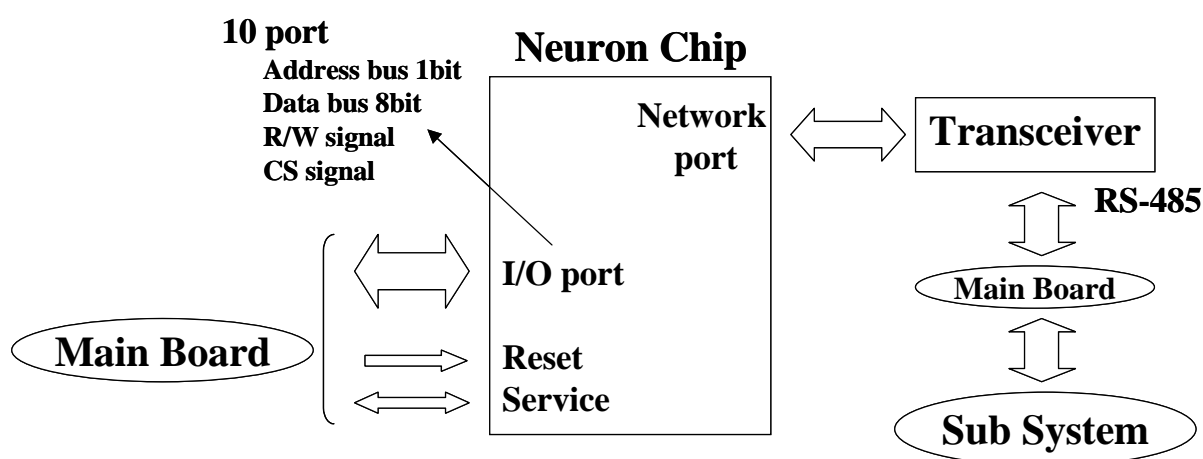 10 port
Address bus 1bit
Data bus 8bit
R/W signal
CS signal
Neuron Chip
Network
port
Transceiver
RS-485
I/O port
Main Board
Main Board
Reset
Service
Sub System